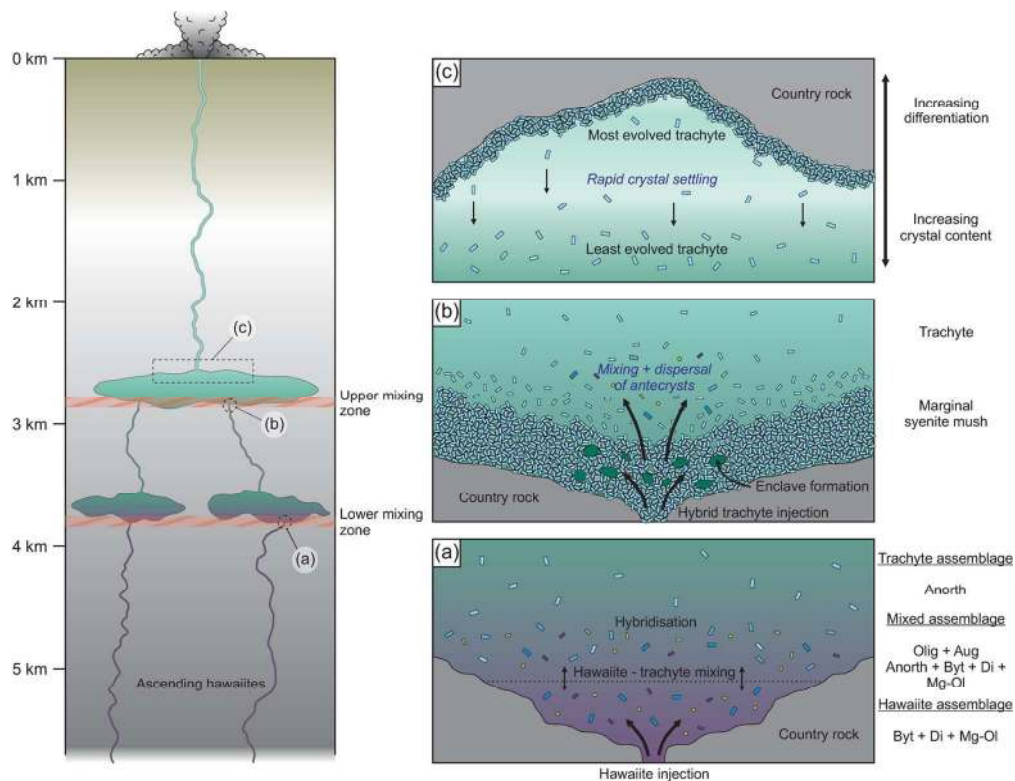 0 km
1 km
2 km
3 km
4 km
5 km
(c)
(b)
(a)
Upper mixing
zone
Lower mixing
zone
Ascending hawaiites
(c)
Country rock
Most evolved trachyte
Rapid crystal settling
Least evolved trachyte
Increasing
differentiation
Increasing
crystal content
(b)
Mixing + dispersal
of antecrysts
Country rock
Enclave formation
Hybrid trachyte injection
Trachyte
Marginal
syenite mush
(a)
Hybridisation
Hawaiite - trachyte mixing
Country rock
Hawaiite injection
Trachyte assemblage
Anorth
Mixed assemblage
Olig + Aug
Anorth + Byt + Di +
Mg-Ol
Hawaiite assemblage
Byt + Di + Mg-Ol